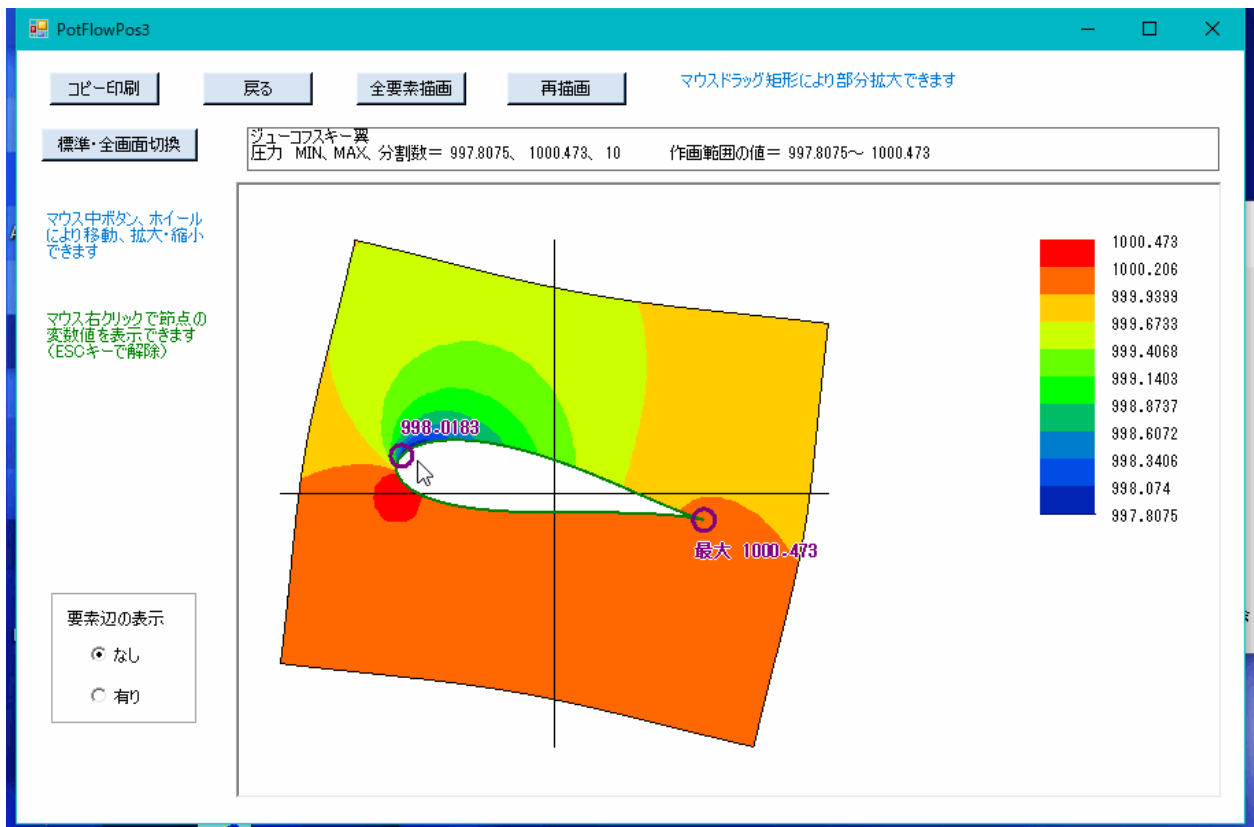 PotFlowPos3
コピー印刷
戻る
全要素描画
再描画
マウスドラッグ矩形により部分拡大できます
標準・全画面切換
ジューコフスキー翼
圧力 MIN、MAX、分割数= 997.8075、 1000.473、 10 作画範囲の値= 997.8075~ 1000.473
マウス中ボタン、ホイール
により移動、拡大・縮小
できます
マウス右クリックで節点の
変数値を表示できます
(ESCキーで解除)
1000.473
1000.206
999.9399
999.6733
999.4068
999.1403
998.8737
998.6072
998.3406
998.074
997.8075
998.0183
最大 1000.473
要素辺の表示
なし
有り